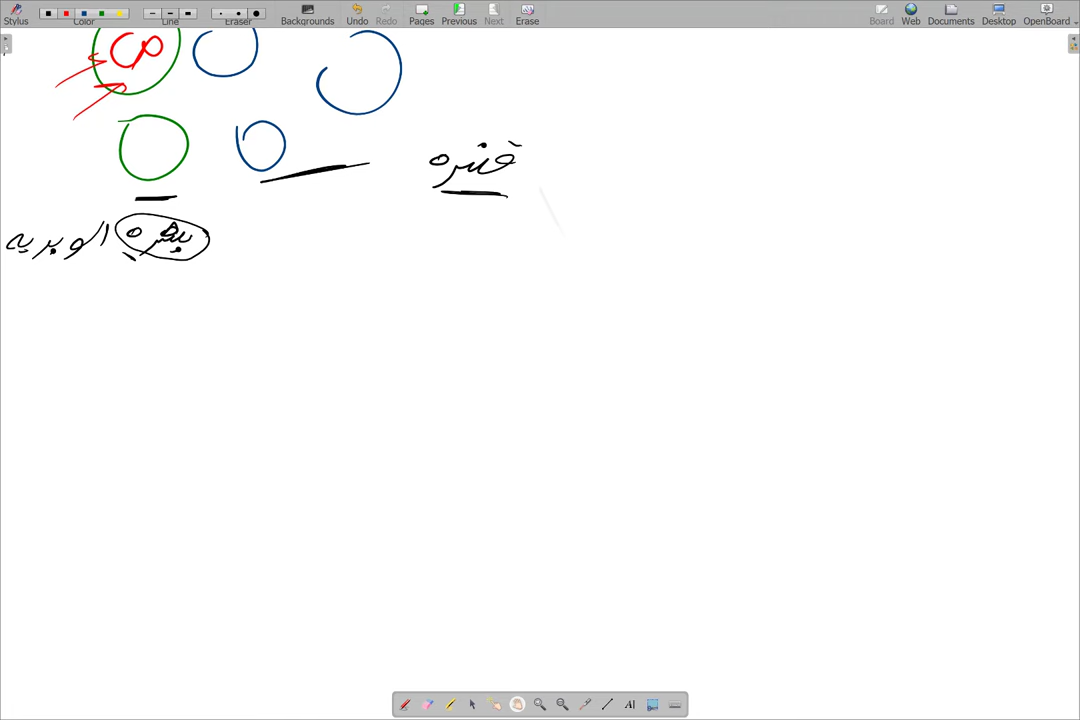 Stylus Color Line Eraser Backgrounds Undo Redo Pages Previous Next Erase Board Web Documents Desktop OpenBoard
قشره
بشره الوبريه